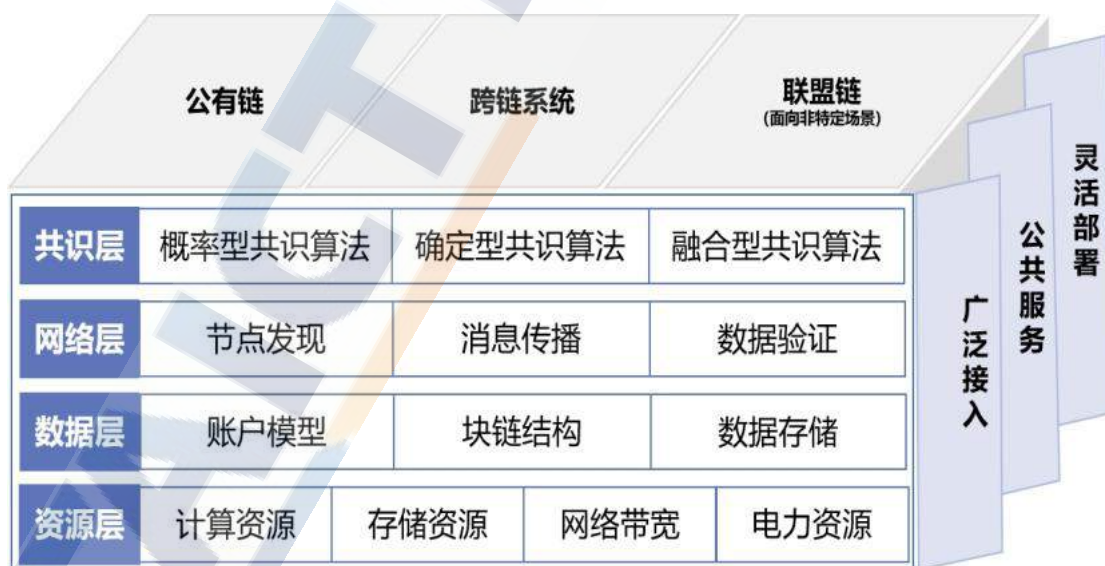 公有链
跨链系统
联盟链
(面向非特定场景)
共识层 概率型共识算法 确定型共识算法 融合型共识算法
网络层 节点发现 消息传播 数据验证
数据层 账户模型 块链结构 数据存储
资源层 计算资源 存储资源 网络带宽 电力资源
广泛接入
公共服务
灵活部署